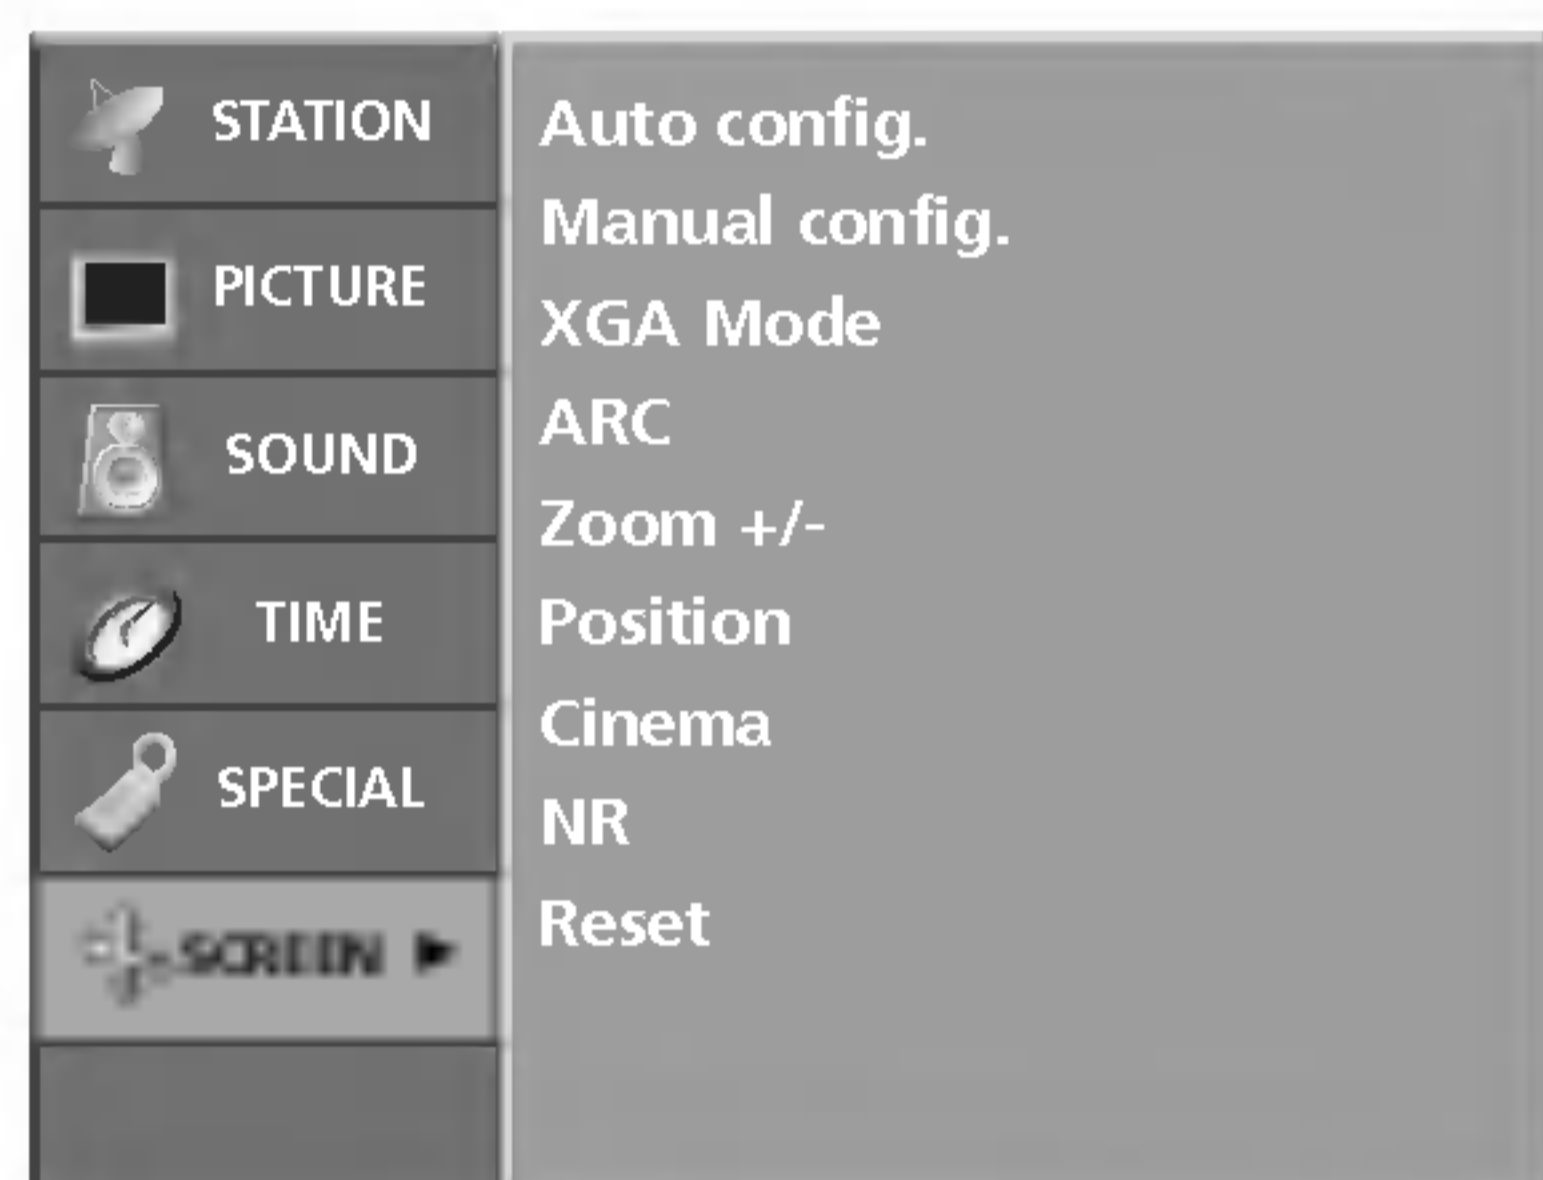 STATION
PICTURE
SOUND
TIME
SPECIAL
SCREEN ►
Auto config.
Manual config.
XGA Mode
ARC
Zoom +/-
Position
Cinema
NR
Reset